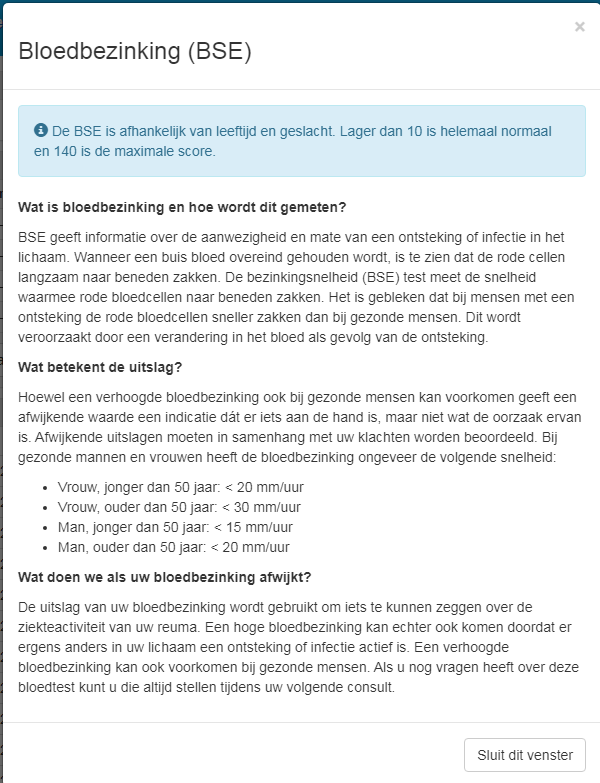 ×
Bloedbezinking (BSE)
De BSE is afhankelijk van leeftijd en geslacht. Lager dan 10 is helemaal normaal
en 140 is de maximale score.
Wat is bloedbezinking en hoe wordt dit gemeten?
BSE geeft informatie over de aanwezigheid en mate van een ontsteking of infectie in het
lichaam. Wanneer een buis bloed overeind gehouden wordt, is te zien dat de rode cellen
langzaam naar beneden zakken. De bezinkingsnelheid (BSE) test meet de snelheid
waarmee rode bloedcellen naar beneden zakken. Het is gebleken dat bij mensen met een
ontsteking de rode bloedcellen sneller zakken dan bij gezonde mensen. Dit wordt
veroorzaakt door een verandering in het bloed als gevolg van de ontsteking.
Wat betekent de uitslag?
Hoewel een verhoogde bloedbezinking ook bij gezonde mensen kan voorkomen geeft een
afwijkende waarde een indicatie dát er iets aan de hand is, maar niet wat de oorzaak ervan
is. Afwijkende uitslagen moeten in samenhang met uw klachten worden beoordeeld. Bij
gezonde mannen en vrouwen heeft de bloedbezinking ongeveer de volgende snelheid:
• Vrouw, jonger dan 50 jaar: < 20 mm/uur
• Vrouw, ouder dan 50 jaar: < 30 mm/uur
• Man, jonger dan 50 jaar: < 15 mm/uur
• Man, ouder dan 50 jaar: < 20 mm/uur
Wat doen we als uw bloedbezinking afwijkt?
De uitslag van uw bloedbezinking wordt gebruikt om iets te kunnen zeggen over de
ziekteactiviteit van uw reuma. Een hoge bloedbezinking kan echter ook komen doordat er
ergens anders in uw lichaam een ontsteking of infectie actief is. Een verhoogde
bloedbezinking kan ook voorkomen bij gezonde mensen. Als u nog vragen heeft over deze
bloedtest kunt u die altijd stellen tijdens uw volgende consult.
Sluit dit venster